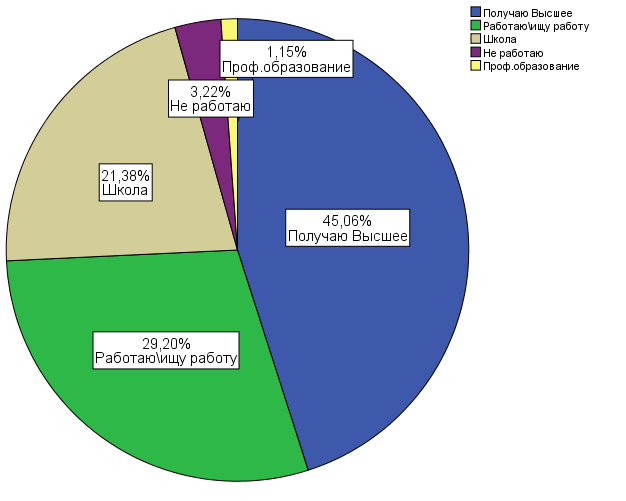 Получаю Высшее
Работаю\ищу работу
Школа
Не работаю
Проф.образование
1,15%
Проф.образование
3,22%
Не работаю
21,38%
Школа
45,06%
Получаю Высшее
29,20%
Работаю\ищу работу